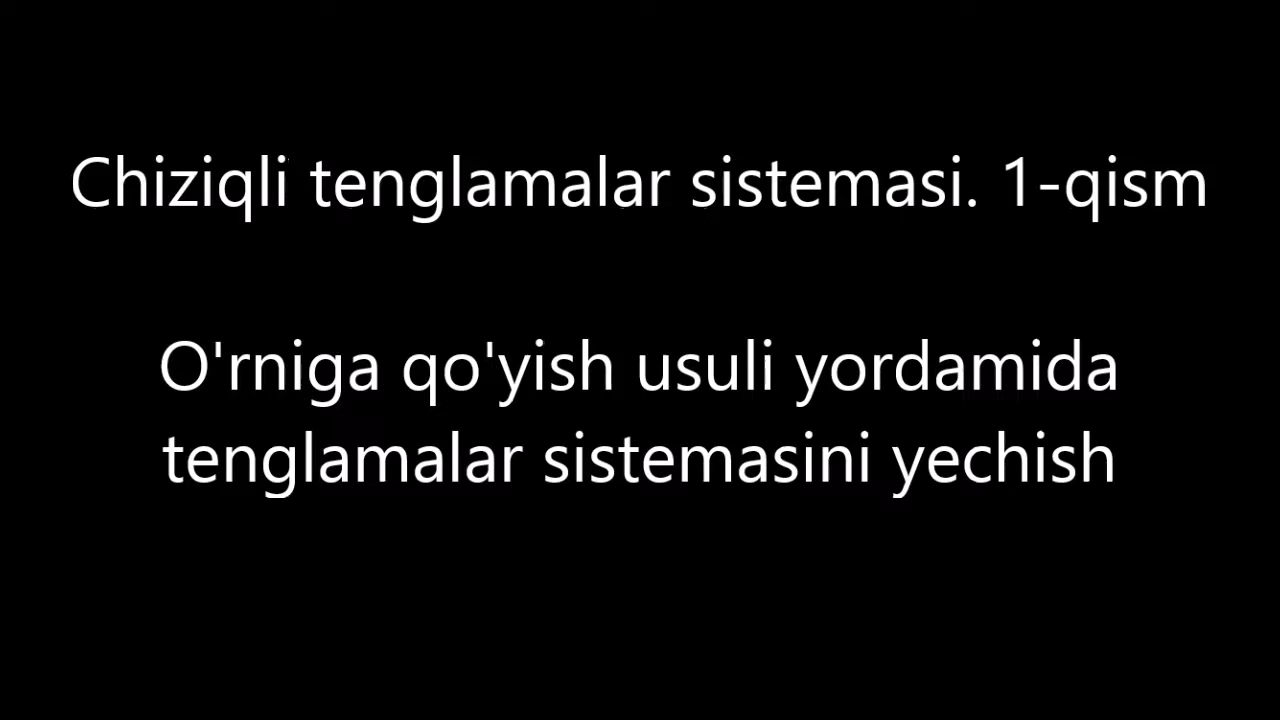 Chiziqli tenglamalar sistemasi. 1-qism
O'rniga qo'yish usuli yordamida
tenglamalar sistemasini yechish